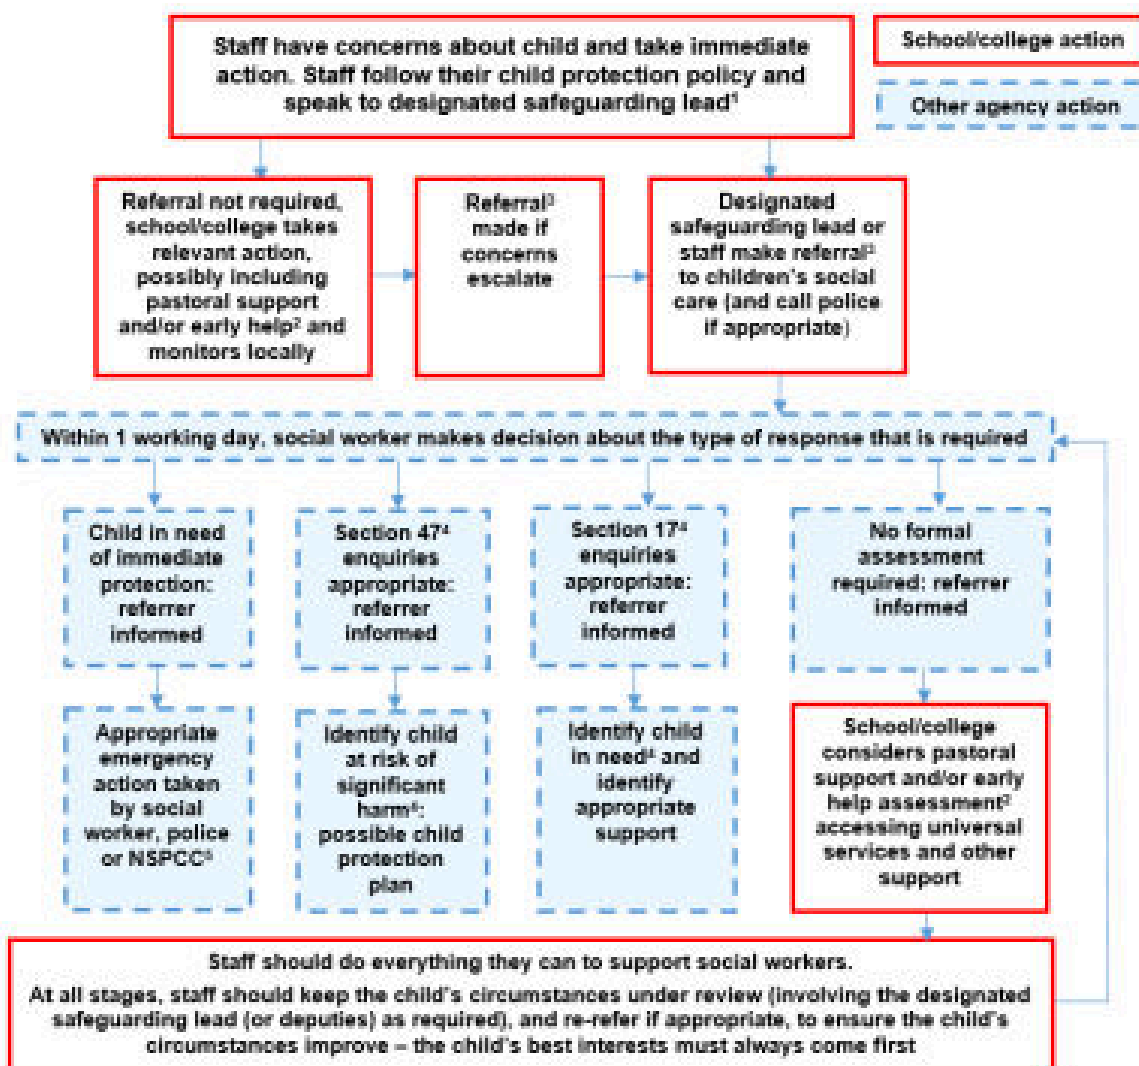 Staff have concerns about child and take immediate
action. Staff follow their child protection policy and
speak to designated safeguarding lead¹
School/college action
Other agency action
Referral not required,
school/college takes
relevant action,
possibly including
pastoral support
and/or early help² and
monitors locally
Referral³
made if
concerns
escalate
Designated
safeguarding lead or
staff make referral³
to children's social
care (and call police
if appropriate)
Within 1 working day, social worker makes decision about the type of response that is required
Child in need
of immediate
protection:
referrer
informed
Section 47⁴
enquiries
appropriate:
referrer
informed
Section 17⁴
enquiries
appropriate:
referrer
informed
No formal
assessment
required: referrer
informed
Appropriate
emergency
action taken
by social
worker, police
or NSPCC⁵
Identify child
at risk of
significant
harm⁴:
possible child
protection
plan
Identify child
in need⁴ and
identify
appropriate
support
School/college
considers pastoral
support and/or early
help assessment²
accessing universal
services and other
support
Staff should do everything they can to support social workers.
At all stages, staff should keep the child's circumstances under review (involving the designated
safeguarding lead (or deputies) as required), and re-refer if appropriate, to ensure the child's
circumstances improve – the child's best interests must always come first